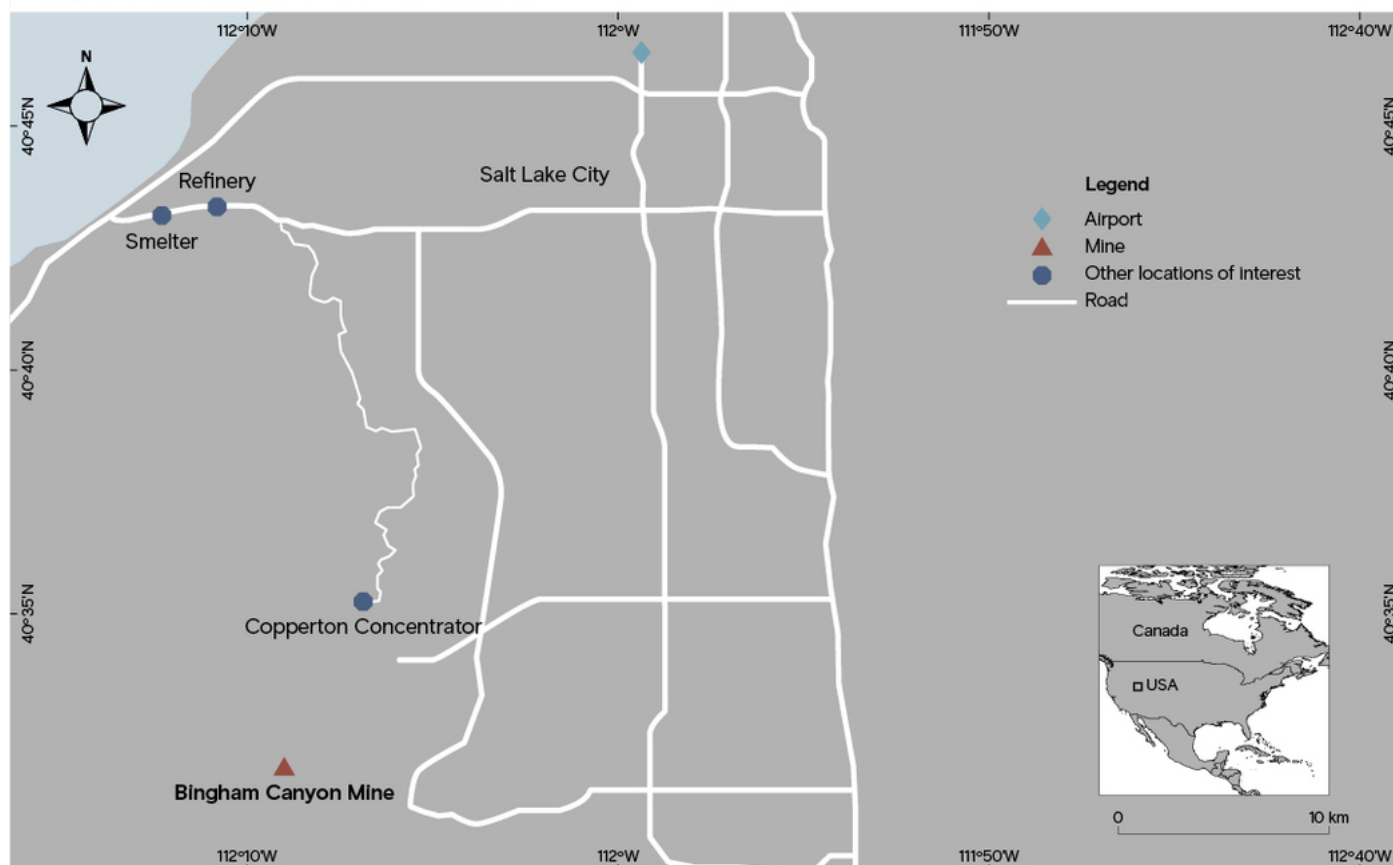 112°10'W
112°W
111°50'W
112°40'W
N
40°45'N
40°45'N
Refinery
Salt Lake City
Smelter
Legend
Airport
Mine
Other locations of interest
Road
40°40'N
40°40'N
40°35'N
40°35'N
Copperton Concentrator
Canada
USA
Bingham Canyon Mine
0
10 km
112°10'W
112°W
111°50'W
112°40'W